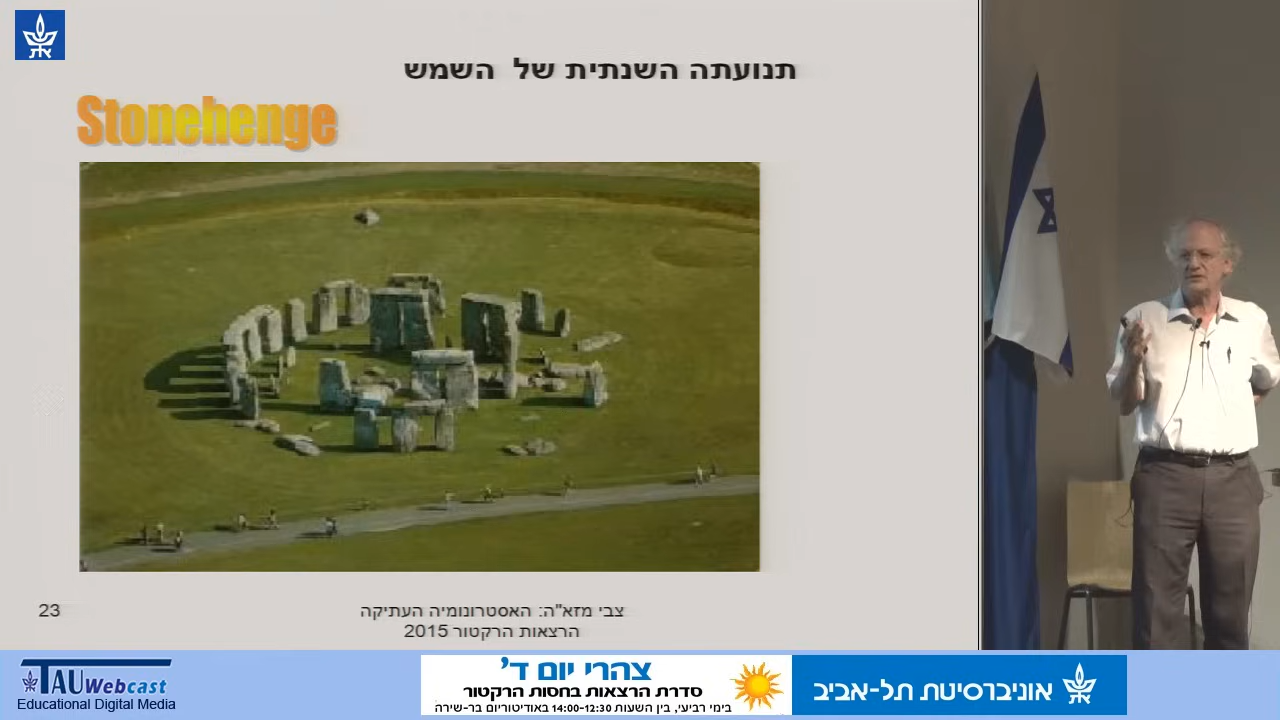 תנועתה השנתית של השמש
Stonehenge
צבי מזא"ה: האסטרונומיה העתיקה
הרצאות הרקטור 2015
23
TAU Webcast
Educational Digital Media
צהרי יום ד'
סדרת הרצאות בחסות הרקטור
בימי רביעי, בין השעות 14:00-12:30 באודיטוריום בר-שירה
אוניברסיטת תל-אביב